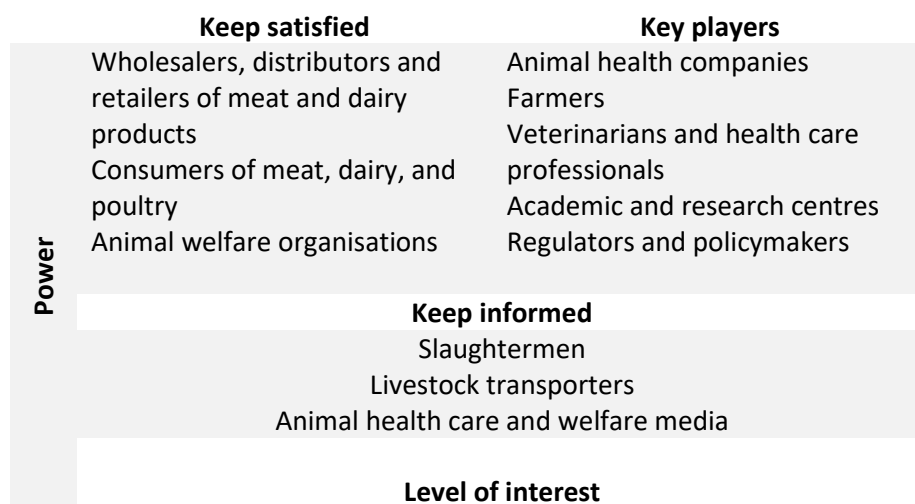 Keep satisfied
Key players
Wholesalers, distributors and
retailers of meat and dairy
products
Consumers of meat, dairy, and
poultry
Animal welfare organisations
Animal health companies
Farmers
Veterinarians and health care
professionals
Academic and research centres
Regulators and policymakers
Power
Keep informed
Slaughtermen
Livestock transporters
Animal health care and welfare media
Level of interest